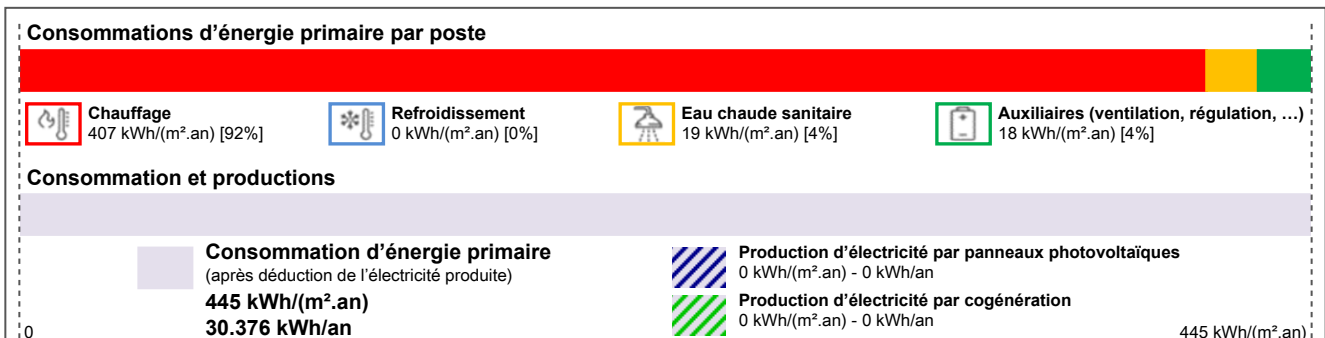 Consommations d'énergie primaire par poste
Chauffage
407 kWh/(m².an) [92%]
Refroidissement
0 kWh/(m².an) [0%]
Eau chaude sanitaire
19 kWh/(m².an) [4%]
Auxiliaires (ventilation, régulation, …)
18 kWh/(m².an) [4%]
Consommation et productions
Consommation d'énergie primaire
(après déduction de l'électricité produite)
445 kWh/(m².an)
30.376 kWh/an
Production d'électricité par panneaux photovoltaïques
0 kWh/(m².an) - 0 kWh/an
Production d'électricité par cogénération
0 kWh/(m².an) - 0 kWh/an
0
445 kWh/(m².an)